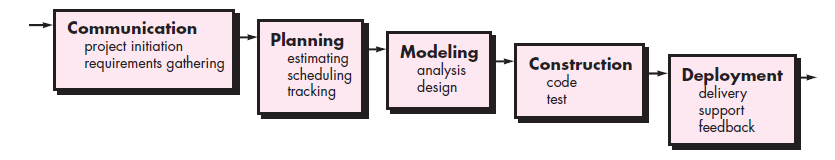 Communication
project initiation
requirements gathering
Planning
estimating
scheduling
tracking
Modeling
analysis
design
Construction
code
test
Deployment
delivery
support
feedback